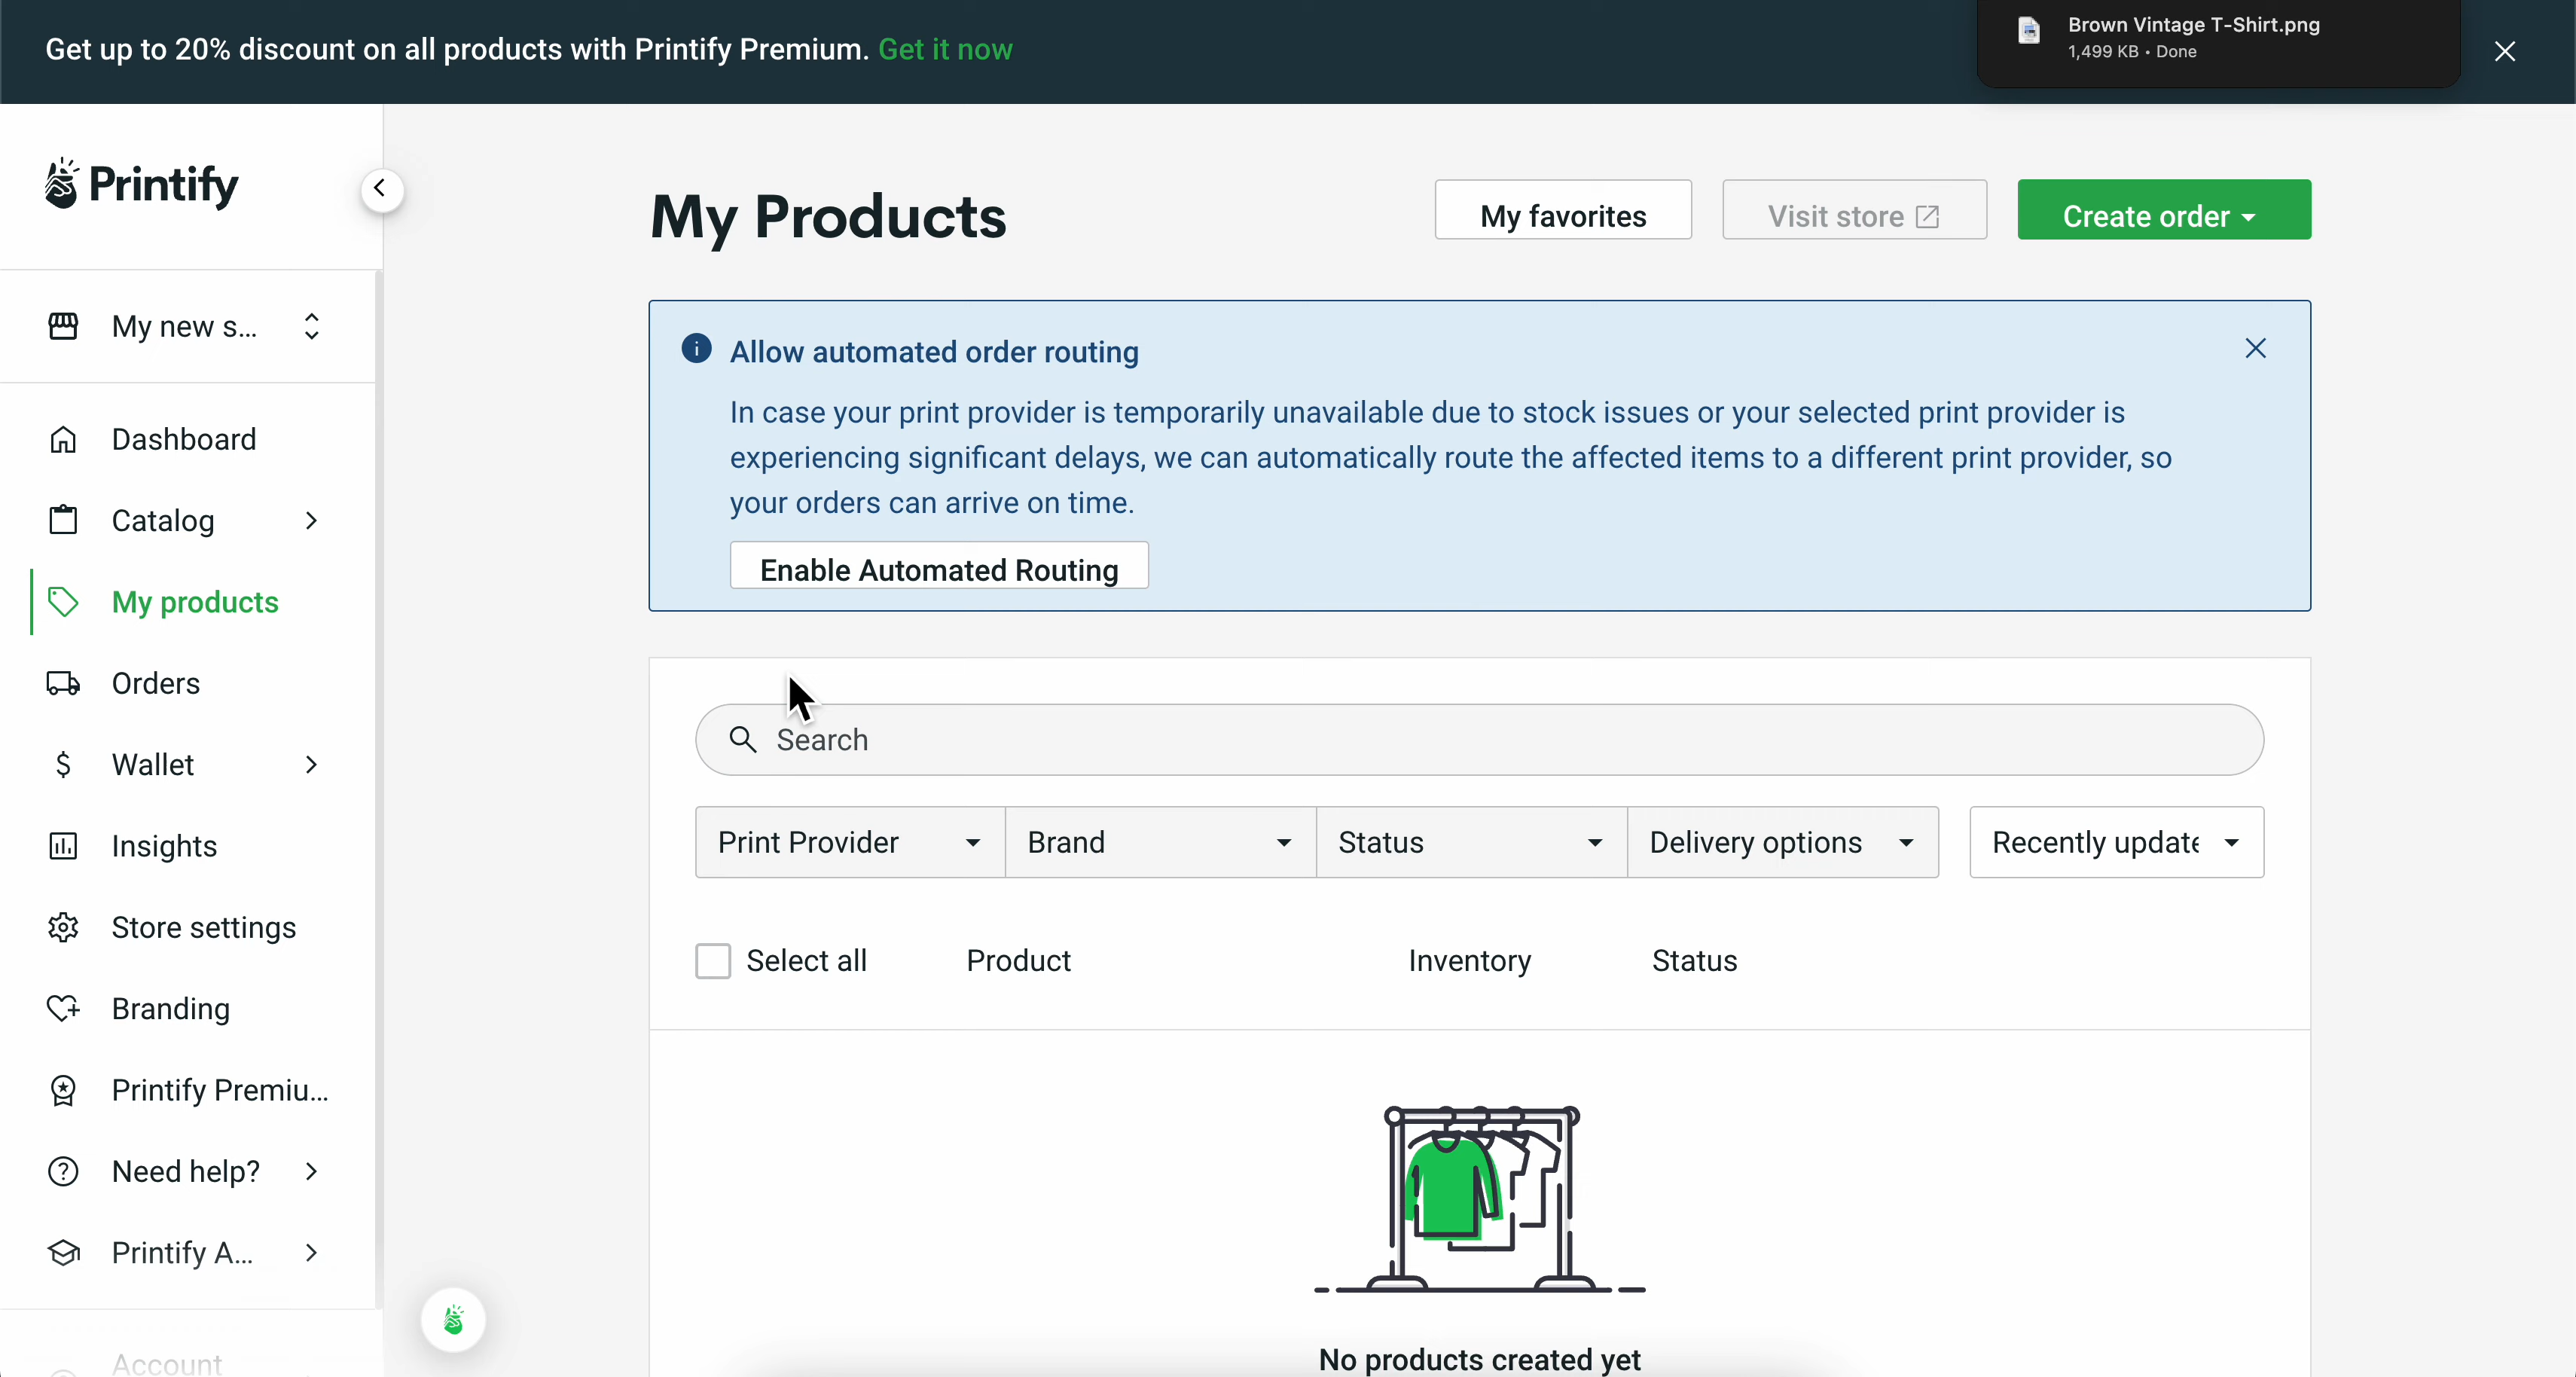 Get up to 20% discount on all products with Printify Premium. Get it now
Brown Vintage T-Shirt.png
1,499 KB • Done
Printify
My new s...
Dashboard
Catalog
My products
Orders
Wallet
Insights
Store settings
Branding
Printify Premiu...
Need help?
Printify A...
Account
My Products
My favorites
Visit store
Create order
Allow automated order routing
In case your print provider is temporarily unavailable due to stock issues or your selected print provider is
experiencing significant delays, we can automatically route the affected items to a different print provider, so
your orders can arrive on time.
Enable Automated Routing
Search
Print Provider
Brand
Status
Delivery options
Recently update
Select all
Product
Inventory
Status
No products created yet